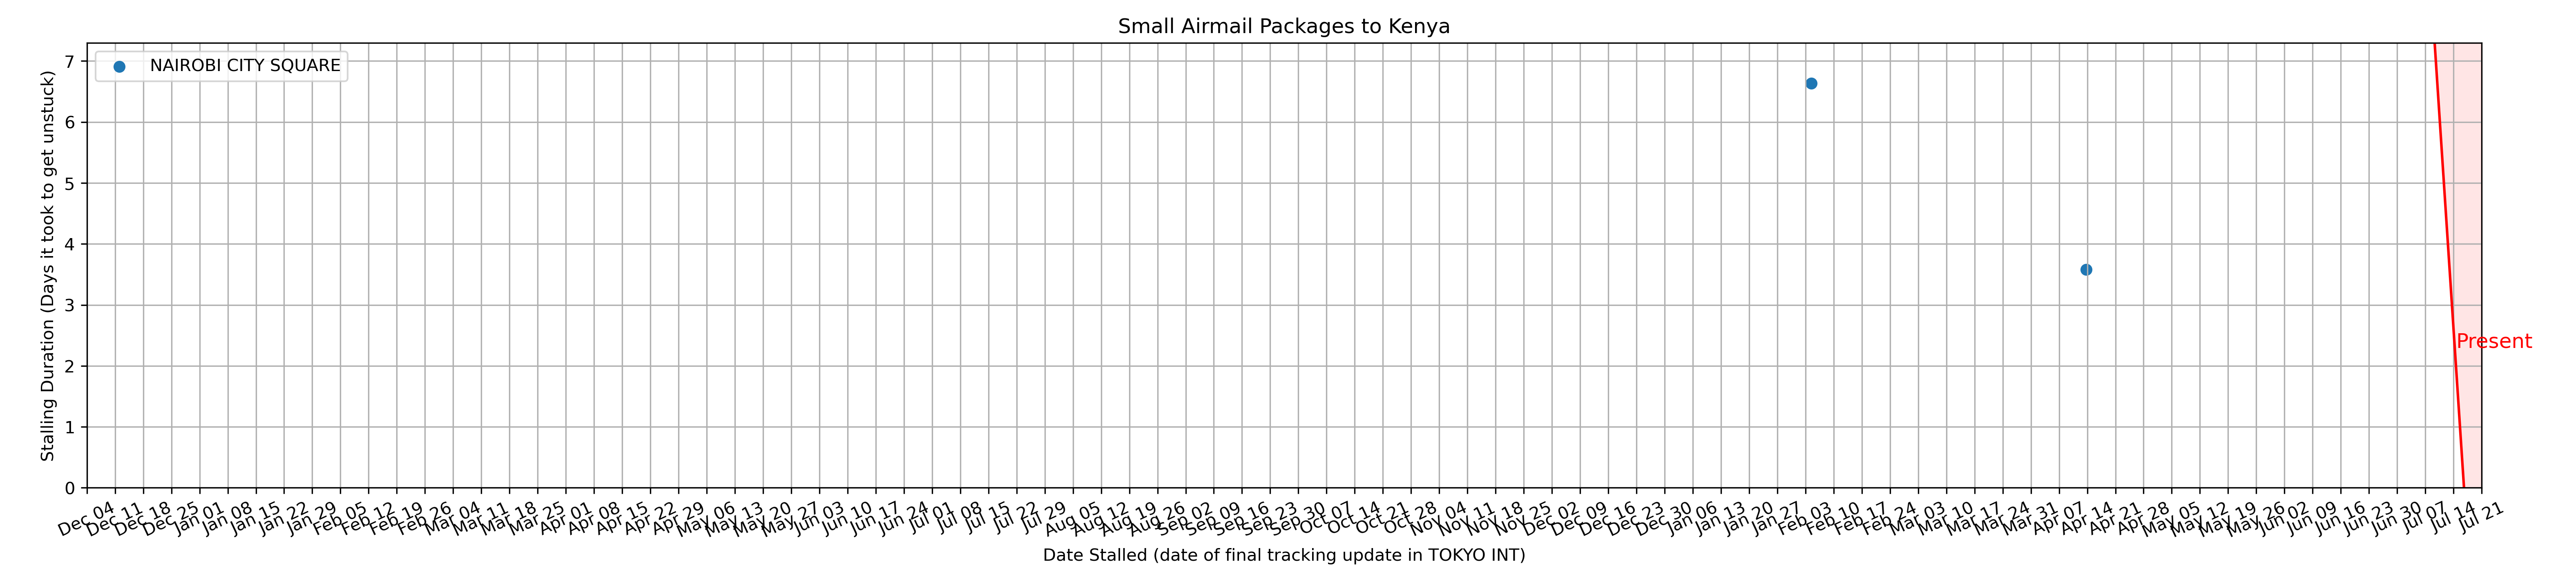 Small Airmail Packages to Kenya
NAIROBI CITY SQUARE
Stalling Duration (Days it took to get unstuck)
7
6
5
4
3
2
1
0
Present
Dec 04
Dec 11
Dec 18
Dec 25
Jan 01
Jan 08
Jan 15
Jan 22
Jan 29
Feb 05
Feb 12
Feb 19
Feb 26
Mar 04
Mar 11
Mar 18
Mar 25
Apr 01
Apr 08
Apr 15
Apr 22
Apr 29
May 06
May 13
May 20
May 27
Jun 03
Jun 10
Jun 17
Jun 24
Jul 01
Jul 08
Jul 15
Jul 22
Jul 29
Aug 05
Aug 12
Aug 19
Aug 26
Sep 02
Sep 09
Sep 16
Sep 23
Sep 30
Oct 07
Oct 14
Oct 21
Oct 28
Nov 04
Nov 11
Nov 18
Nov 25
Dec 02
Dec 09
Dec 16
Dec 23
Dec 30
Jan 06
Jan 13
Jan 20
Jan 27
Feb 03
Feb 10
Feb 17
Feb 24
Mar 03
Mar 10
Mar 17
Mar 24
Mar 31
Apr 07
Apr 14
Apr 21
Apr 28
May 05
May 12
May 19
May 26
Jun 02
Jun 09
Jun 16
Jun 23
Jun 30
Jul 07
Jul 14
Jul 21
Date Stalled (date of final tracking update in TOKYO INT)